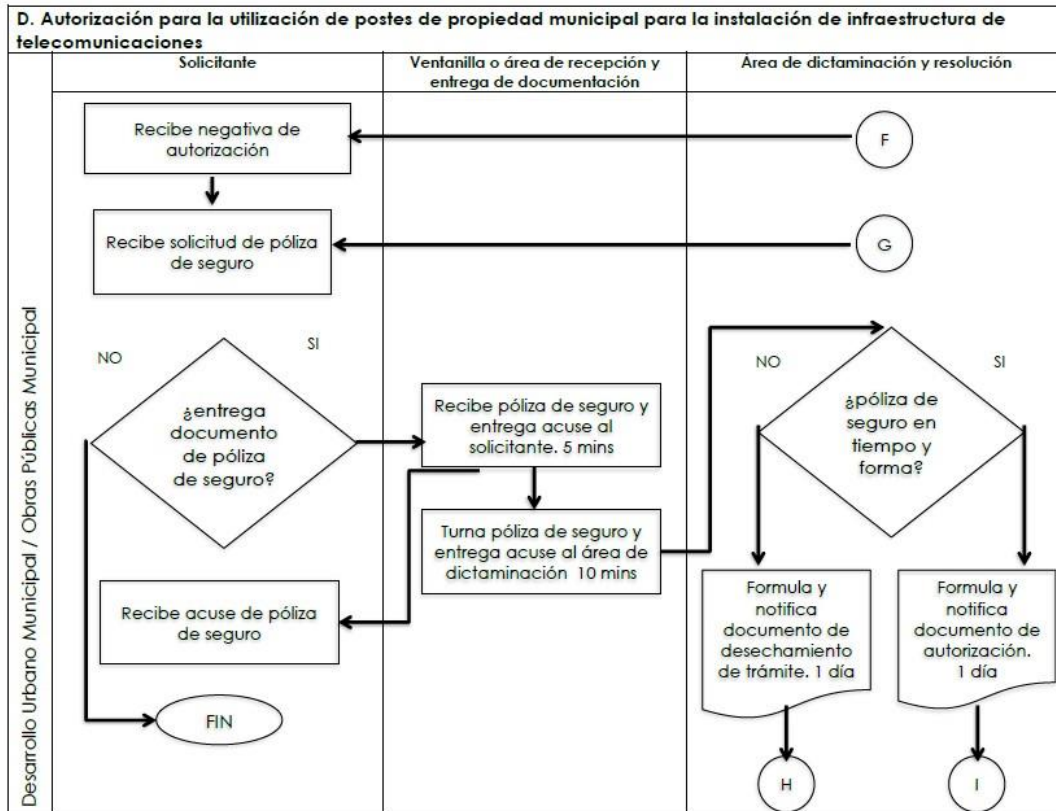 D. Autorización para la utilización de postes de propiedad municipal para la instalación de infraestructura de
telecomunicaciones
Solicitante
Ventanilla o área de recepción y
entrega de documentación
Área de dictaminación y resolución
Desarrollo Urbano Municipal / Obras Públicas Municipal
Recibe negativa de
autorización
F
Recibe solicitud de póliza
de seguro
G
NO
SI
¿entrega
documento
de póliza
de seguro?
Recibe póliza de seguro y
entrega acuse al
solicitante. 5 mins
NO
SI
¿póliza de
seguro en
tiempo y
forma?
Turna póliza de seguro y
entrega acuse al área de
dictaminación 10 mins
Recibe acuse de póliza
de seguro
Formula y
notifica
documento de
desechamiento
de trámite. 1 día
Formula y
notifica
documento de
autorización.
1 día
FIN
H
I